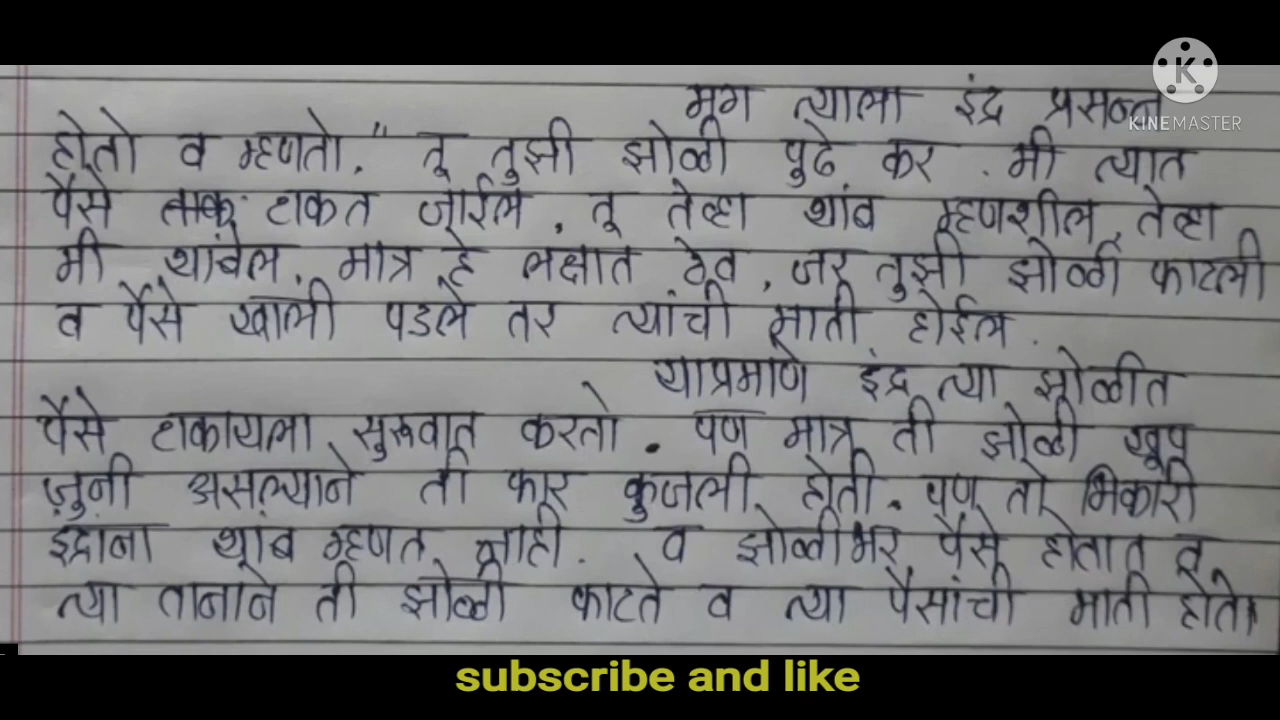 मग त्याला इंद्र प्रसन्न
KINEMASTER
होतो व म्हणतो. " तू तुझी झोळी पुढे कर . मी त्यात
पैसे टाकत जाईल . तू तेव्हा थांब म्हणशील तेव्हा
मी थांबेल. मात्र हे लक्षात ठेव . जर तुझी झोळी फाटली
व पैसे खाली पडले तर त्यांची माती होईल .
याप्रमाणे इंद्र त्या झोळीत
पैसे टाकायला सुरुवात करतो . पण मात्र ती झोळी खूप
जुनी असल्याने ती फार कुजली होती . पण तो भिकारी
इंद्रांना थांब म्हणत नाही . व झोळीभर पैसे होतात व
त्या तानाने ती झोळी फाटते व त्या पैसांची माती होते
subscribe and like